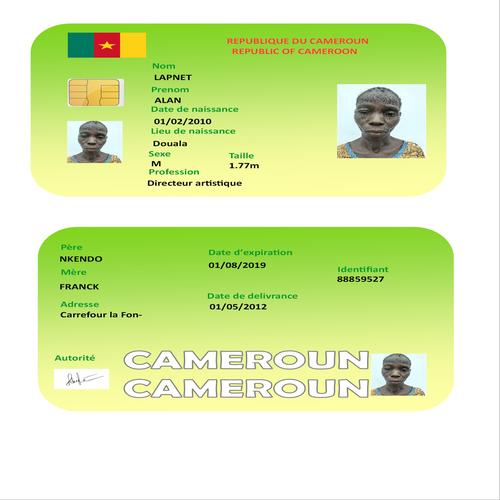 REPUBLIQUE DU CAMEROUN
REPUBLIC OF CAMEROON
Nom
LAPNET
Prenom
ALAN
Date de naissance
01/02/2010
Lieu de naissance
Douala
Sexe Taille
M 1.77m
Profession
Directeur artistique
Père
NKENDO
Mère
FRANCK
Adresse
Carrefour la Fon-
Date d'expiration
01/08/2019
Date de delivrance
01/05/2012
Identifiant
88859527
Autorité
CAMEROUN
CAMEROUN